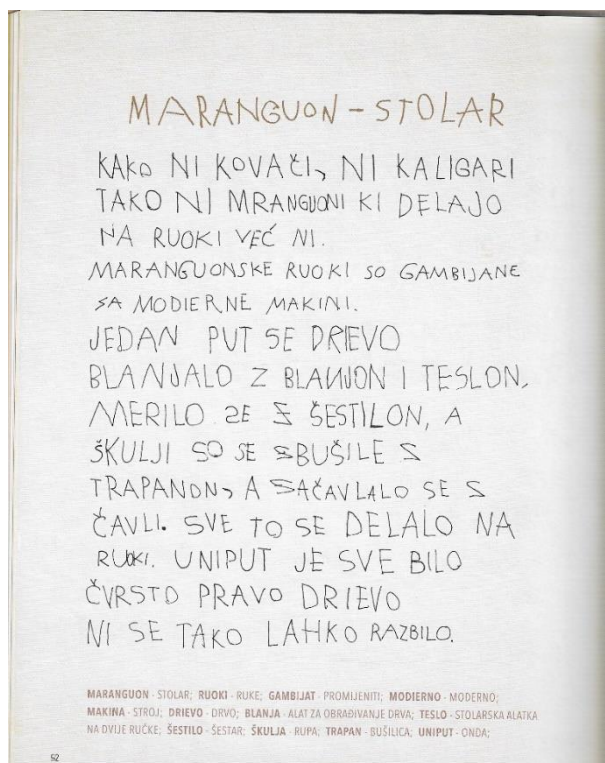 MARANGUON - STOLAR
KAKO NI KOVAČI, NI KALIGARI
TAKO NI MRANGUONI KI DELAJO
NA RUOKI VEĆ NI.
MARANGUONSKE RUOKI SO GAMBIJANE
SA MODIERNE MAKINI.
JEDAN PUT SE DRIEVO
BLANJALO Z BLANJON I TESLON,
MERILO SE S ŠESTILON, A
ŠKULJI SO SE SBUŠILE S
TRAPANON, A SAČAVLALO SE S
ČAVLI. SVE TO SE DELALO NA
RUOKI. UNIPUT JE SVE BILO
ČVRSTO PRAVO DRIEVO
NI SE TAKO LAHKO RAZBILO.
MARANGUON - STOLAR; RUOKI - RUKE; GAMBIJAT - PROMIJENITI; MODIERNO - MODERNO;
MAKINA - STROJ; DRIEVO - DRVO; BLANJA - ALAT ZA OBRAĐIVANJE DRVA; TESLO - STOLARSKA ALATKA
NA DVIJE RUČKE; ŠESTILO - ŠESTAR; ŠKULJA - RUPA; TRAPAN - BUŠILICA; UNIPUT - ONDA;
52